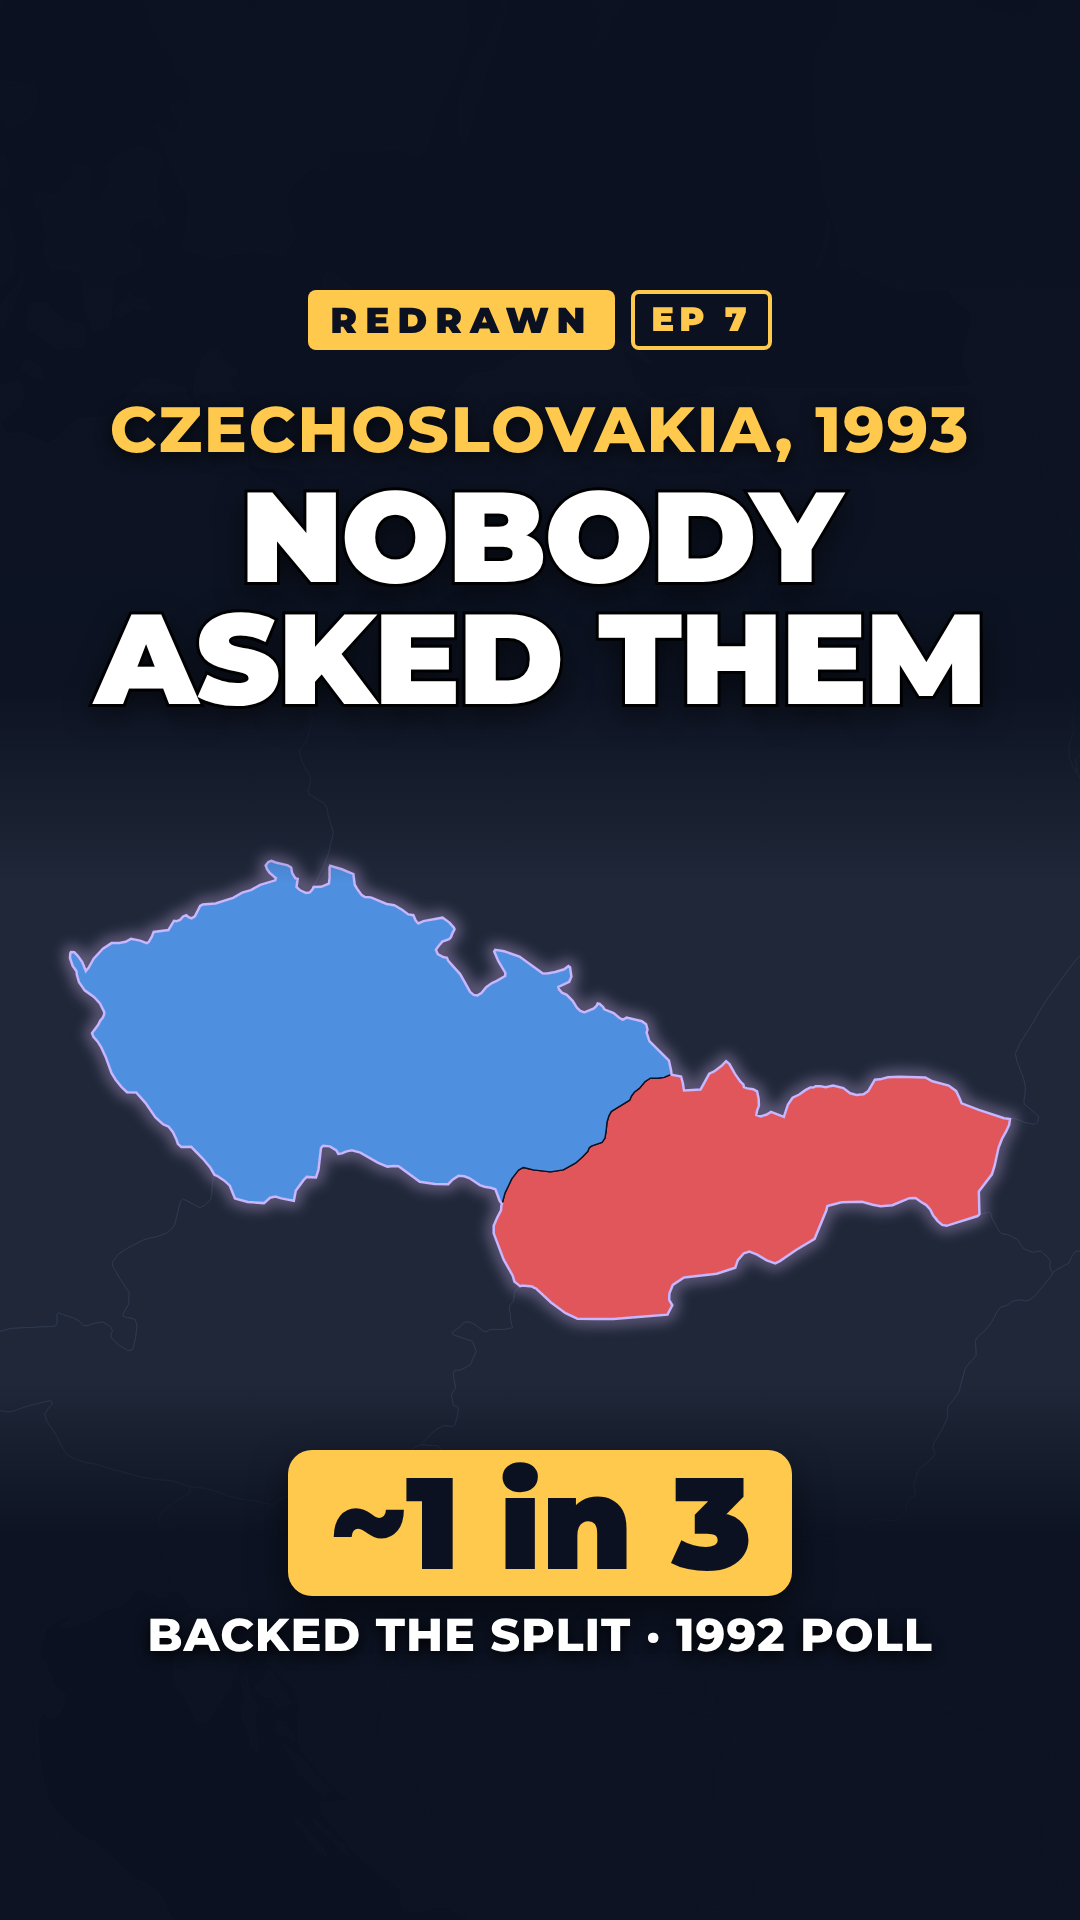 REDRAWN EP 7
CZECHOSLOVAKIA, 1993
NOBODY
ASKED THEM
~1 in 3
BACKED THE SPLIT · 1992 POLL